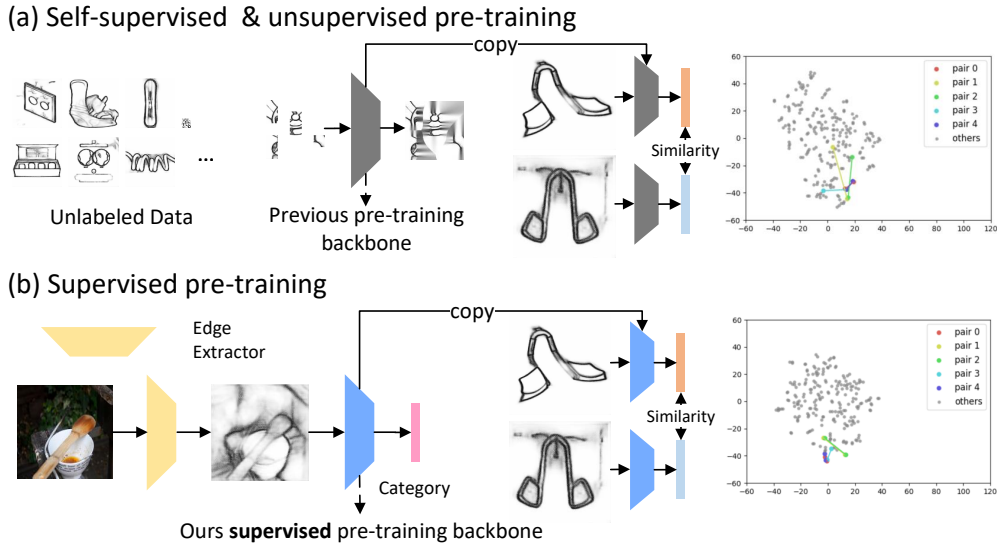 (a) Self-supervised & unsupervised pre-training
copy
Unlabeled Data
...
Previous pre-training
backbone
Similarity
60
40
20
0
−20
−40
−60
−60 −40 −20 0 20 40 60 80 100 120
pair 0
pair 1
pair 2
pair 3
pair 4
others
(b) Supervised pre-training
Edge
Extractor
copy
Category
Ours supervised pre-training backbone
Similarity
60
40
20
0
−20
−40
−60
−60 −40 −20 0 20 40 60 80 100 120
pair 0
pair 1
pair 2
pair 3
pair 4
others